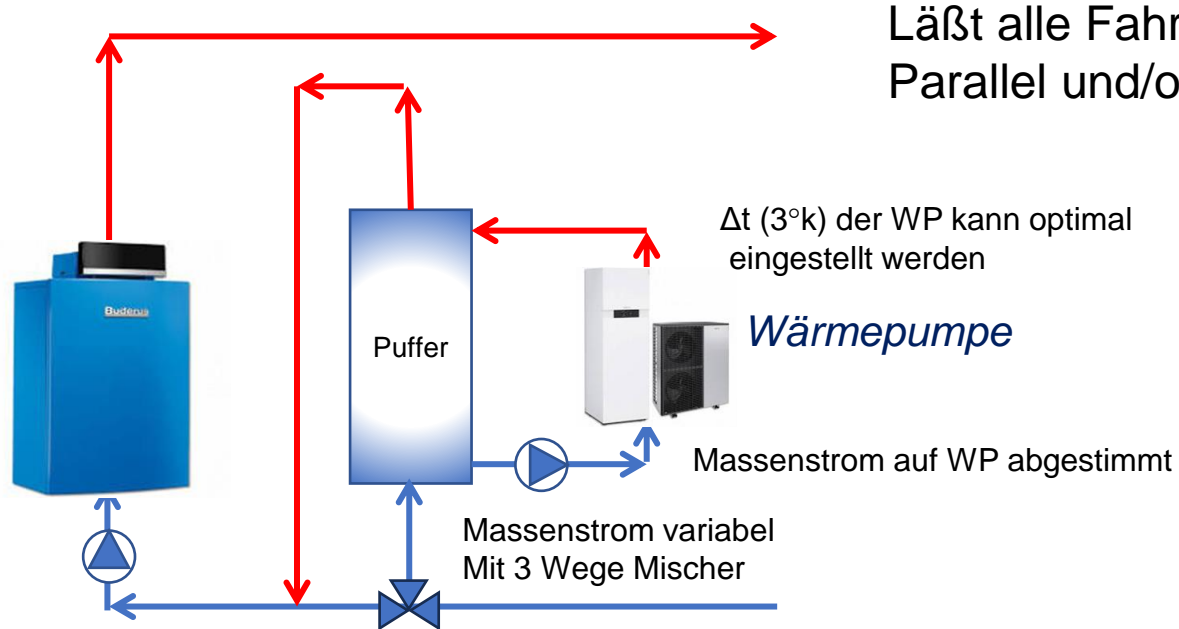 Läßt alle Fahr
Parallel und/o
Δt (3°k) der WP kann optimal
eingestellt werden
Buderus
Puffer
Wärmepumpe
Massenstrom auf WP abgestimmt
Massenstrom variabel
Mit 3 Wege Mischer